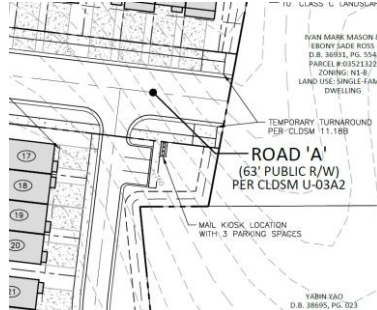 TO CLASS C LANDSCAP
IVAN MARK MASON &
EBONY SADE ROSS
D.B. 36931, PG. 554
PARCEL #:03521322
ZONING: N1-B
LAND USE: SINGLE-FAM
DWELLING
TEMPORARY TURNAROUND
PER CLDSM 11.18B
ROAD 'A'
(63' PUBLIC R/W)
PER CLDSM U-03A2
MAIL KIOSK LOCATION
WITH 3 PARKING SPACES
17
18
19
20
21
YABIN YAO
D.B. 38695, PG. 023